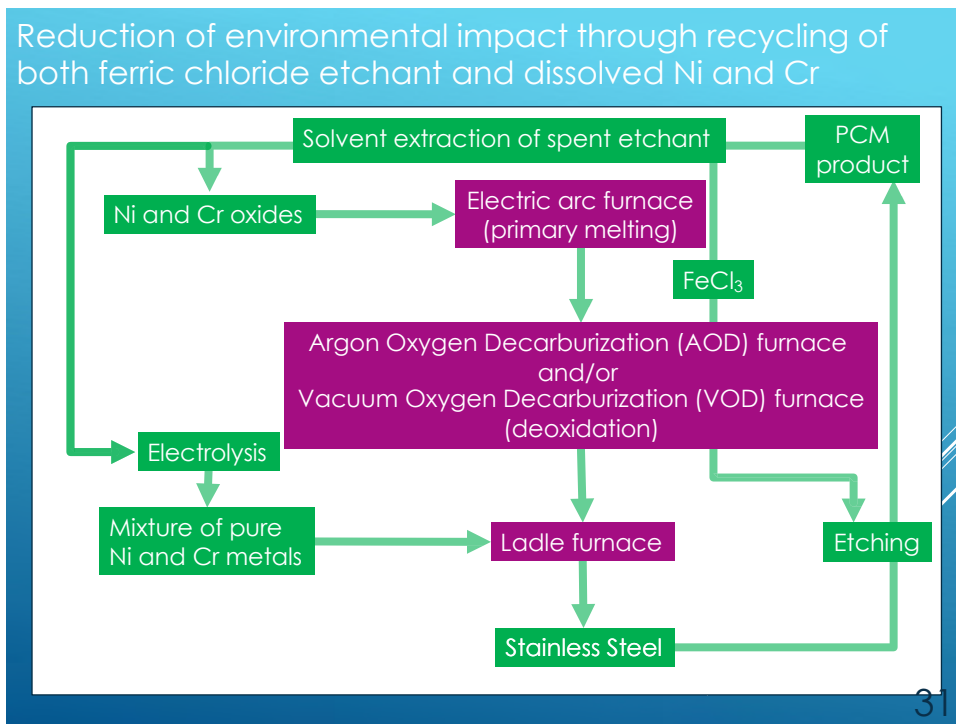 Reduction of environmental impact through recycling of
both ferric chloride etchant and dissolved Ni and Cr
Solvent extraction of spent etchant
PCM
product
Ni and Cr oxides
Electric arc furnace
(primary melting)
FeCl₃
Argon Oxygen Decarburization (AOD) furnace
and/or
Vacuum Oxygen Decarburization (VOD) furnace
(deoxidation)
Electrolysis
Mixture of pure
Ni and Cr metals
Ladle furnace
Etching
Stainless Steel
31